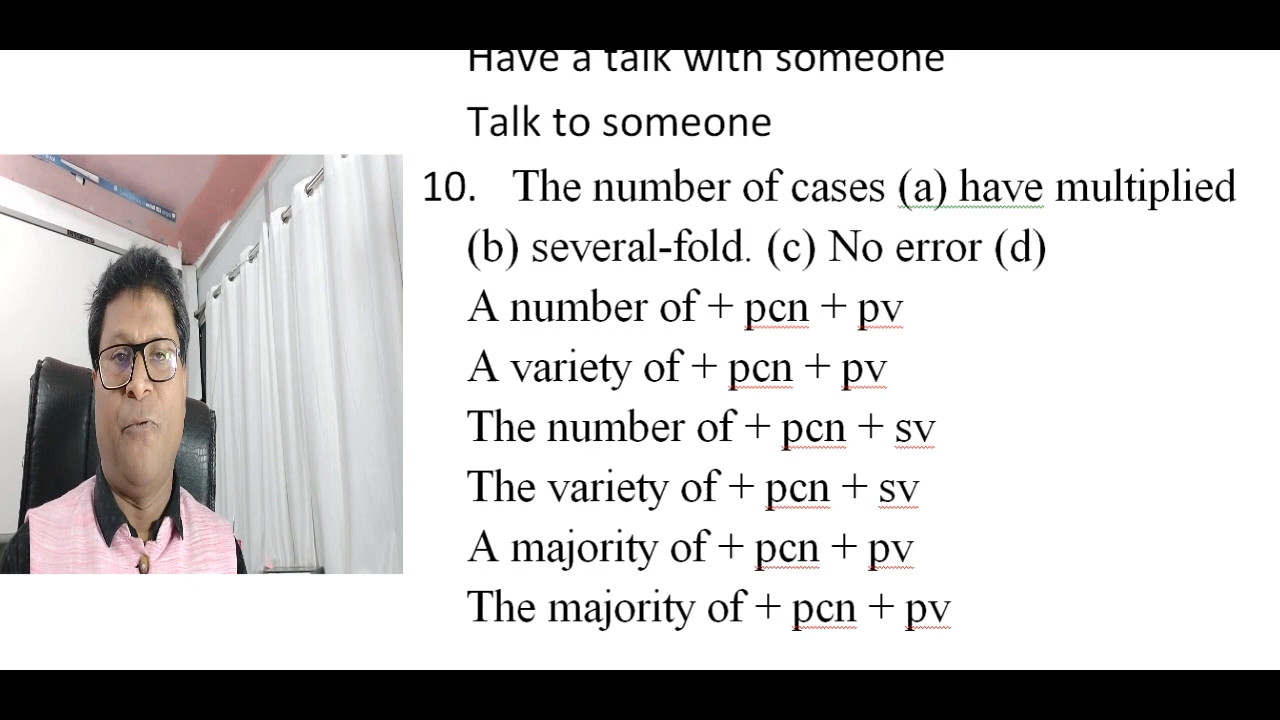 Have a talk with someone
Talk to someone
10. The number of cases (a) have multiplied
(b) several-fold. (c) No error (d)
A number of + pcn + pv
A variety of + pcn + pv
The number of + pcn + sv
The variety of + pcn + sv
A majority of + pcn + pv
The majority of + pcn + pv